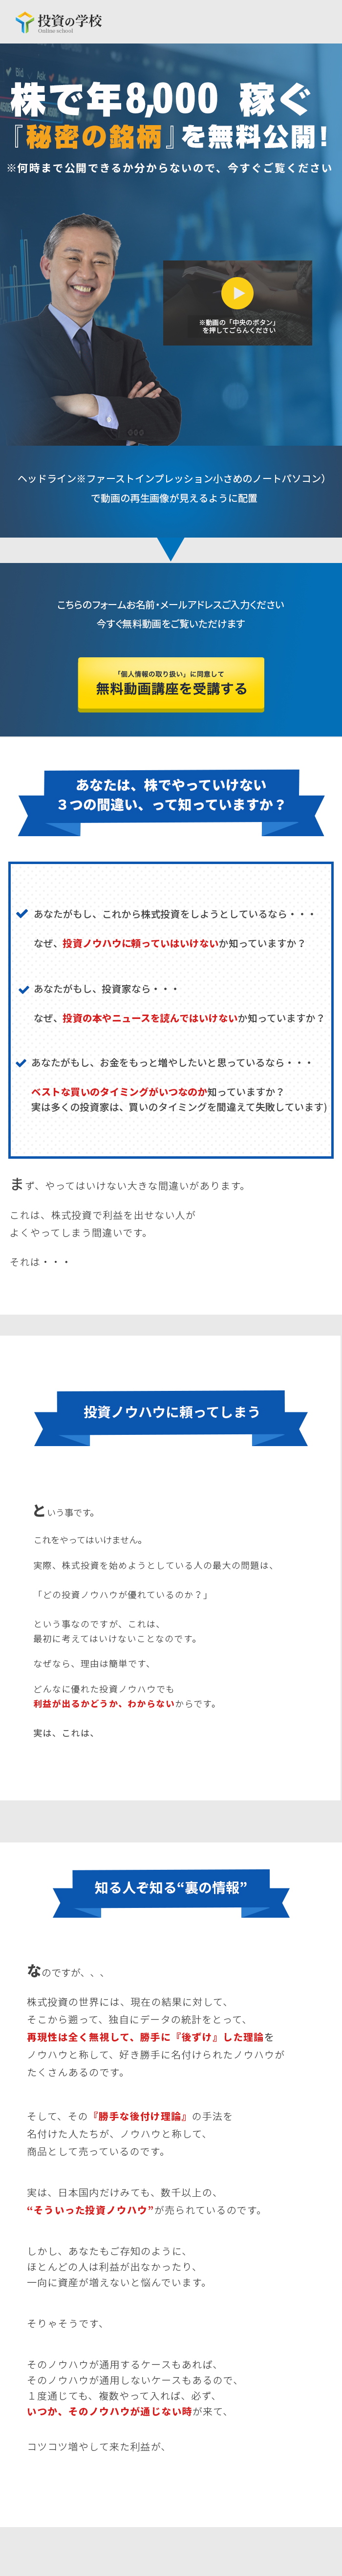 投資の学校
Online school
株で年8,000 稼ぐ
『秘密の銘柄』を無料公開！
※何時まで公開できるか分からないので、今すぐご覧ください
※動画の「中央のボタン」
を押してごらんください
ヘッドライン※ファーストインプレッション小さめのノートパソコン）
で動画の再生画像が見えるように配置
こちらのフォームお名前・メールアドレスご入力ください
今すぐ無料動画をご覧いただけます
「個人情報の取り扱い」に同意して
無料動画講座を受講する
あなたは、株でやっていけない
３つの間違い、って知っていますか？
あなたがもし、これから株式投資をしようとしているなら・・・
なぜ、投資ノウハウに頼っていはいけないか知っていますか？
あなたがもし、投資家なら・・・
なぜ、投資の本やニュースを読んではいけないか知っていますか？
あなたがもし、お金をもっと増やしたいと思っているなら・・・
ベストな買いのタイミングがいつなのか知っていますか？
実は多くの投資家は、買いのタイミングを間違えて失敗しています)
まず、やってはいけない大きな間違いがあります。
これは、株式投資で利益を出せない人が
よくやってしまう間違いです。
それは・・・
投資ノウハウに頼ってしまう
という事です。
これをやってはいけません。
実際、株式投資を始めようとしている人の最大の問題は、
「どの投資ノウハウが優れているのか？」
という事なのですが、これは、
最初に考えてはいけないことなのです。
なぜなら、理由は簡単です、
どんなに優れた投資ノウハウでも
利益が出るかどうか、わからないからです。
実は、これは、
知る人ぞ知る“裏の情報”
なのですが、、、
株式投資の世界には、現在の結果に対して、
そこから遡って、独自にデータの統計をとって、
再現性は全く無視して、勝手に『後ずけ』した理論を
ノウハウと称して、好き勝手に名付けられたノウハウが
たくさんあるのです。
そして、その『勝手な後付け理論』の手法を
名付けた人たちが、ノウハウと称して、
商品として売っているのです。
実は、日本国内だけみても、数千以上の、
“そういった投資ノウハウ”が売られているのです。
しかし、あなたもご存知のように、
ほとんどの人は利益が出なかったり、
一向に資産が増えないと悩んでいます。
そりゃそうです、
そのノウハウが通用するケースもあれば、
そのノウハウが通用しないケースもあるので、
１度通じても、複数やって入れば、必ず、
いつか、そのノウハウが通じない時が来て、
コツコツ増やして来た利益が、